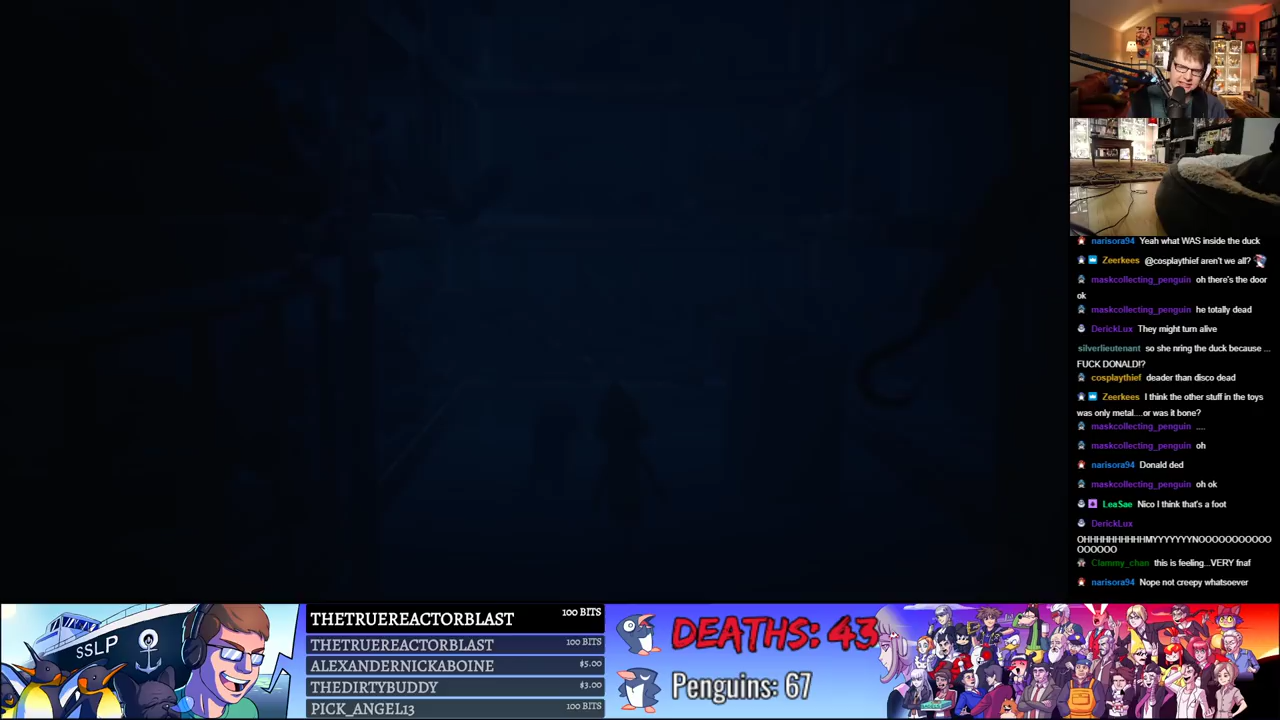 narisora94 Yeah what WAS inside the duck
Zeerkees @cosplaythief aren't we all?
maskcollecting_penguin oh there's the door
ok
maskcollecting_penguin he totally dead
DerickLux They might turn alive
silverlieutenant so she nring the duck because ...
FUCK DONALD!?
cosplaythief deader than disco dead
Zeerkees I think the other stuff in the toys
was only metal....or was it bone?
maskcollecting_penguin ....
maskcollecting_penguin oh
narisora94 Donald ded
maskcollecting_penguin oh ok
LeaSae Nico I think that's a foot
DerickLux
OHHHHHHHHHHMYYYYYYNOOOOOOOOOOO
OOOOOO
Clammy_chan this is feeling...VERY fnaf
narisora94 Nope not creepy whatsoever
SSLP
THETRUEREACTORBLAST 100 BITS
THETRUEREACTORBLAST 100 BITS
ALEXANDERNICKABOINE $5.00
THEDIRTYBUDDY $3.00
PICK_ANGEL13 100 BITS
DEATHS: 43
Penguins: 67